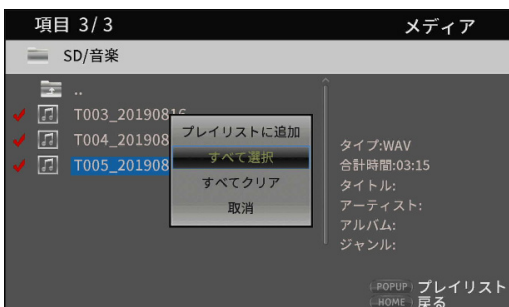 項目 3/3
メディア
SD/音楽
..
T003_20190816
T004_201908
T005_201908
プレイリストに追加
すべて選択
すべてクリア
取消
タイプ:WAV
合計時間:03:15
タイトル:
アーティスト:
アルバム:
ジャンル:
POPUP プレイリスト
HOME 戻る